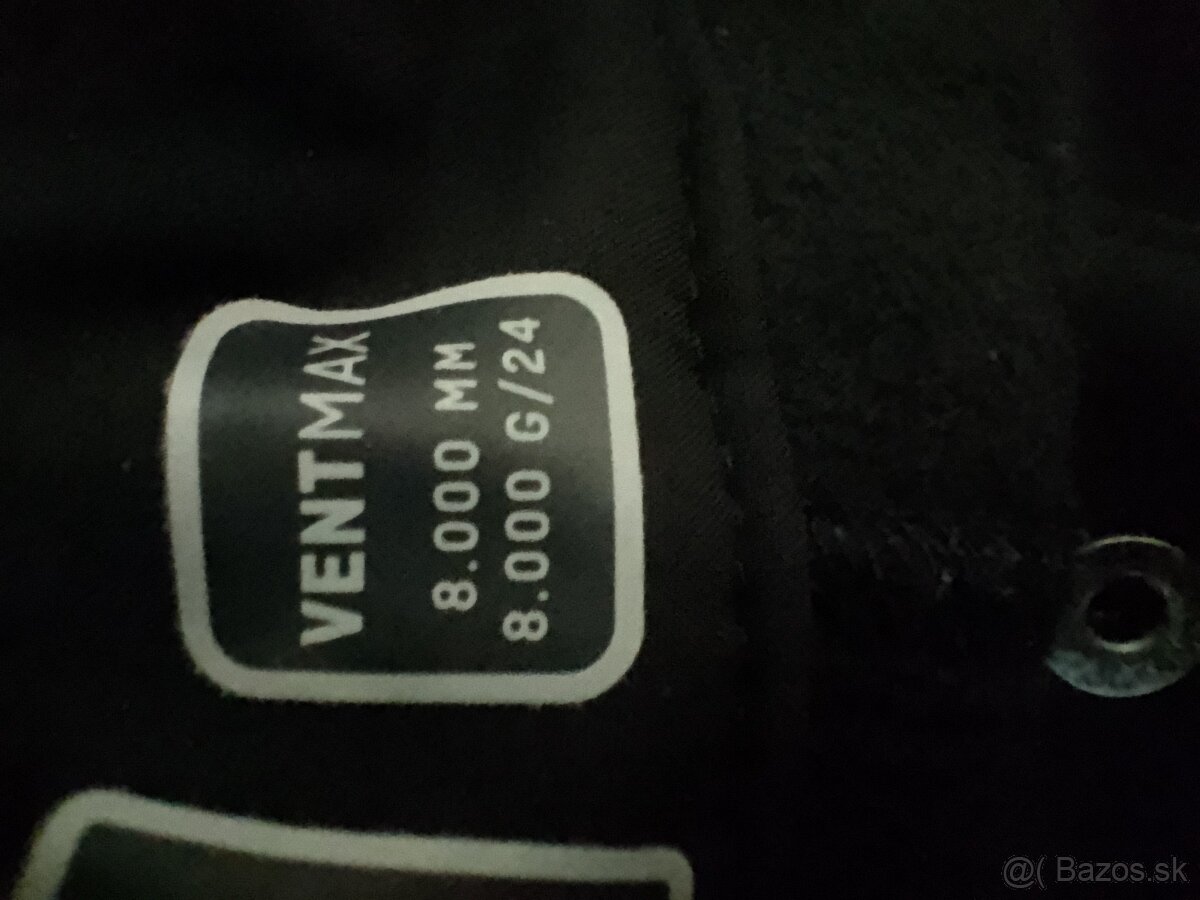 VENTMAX
8.000 MM
8.000 G/24
@( Bazos.sk